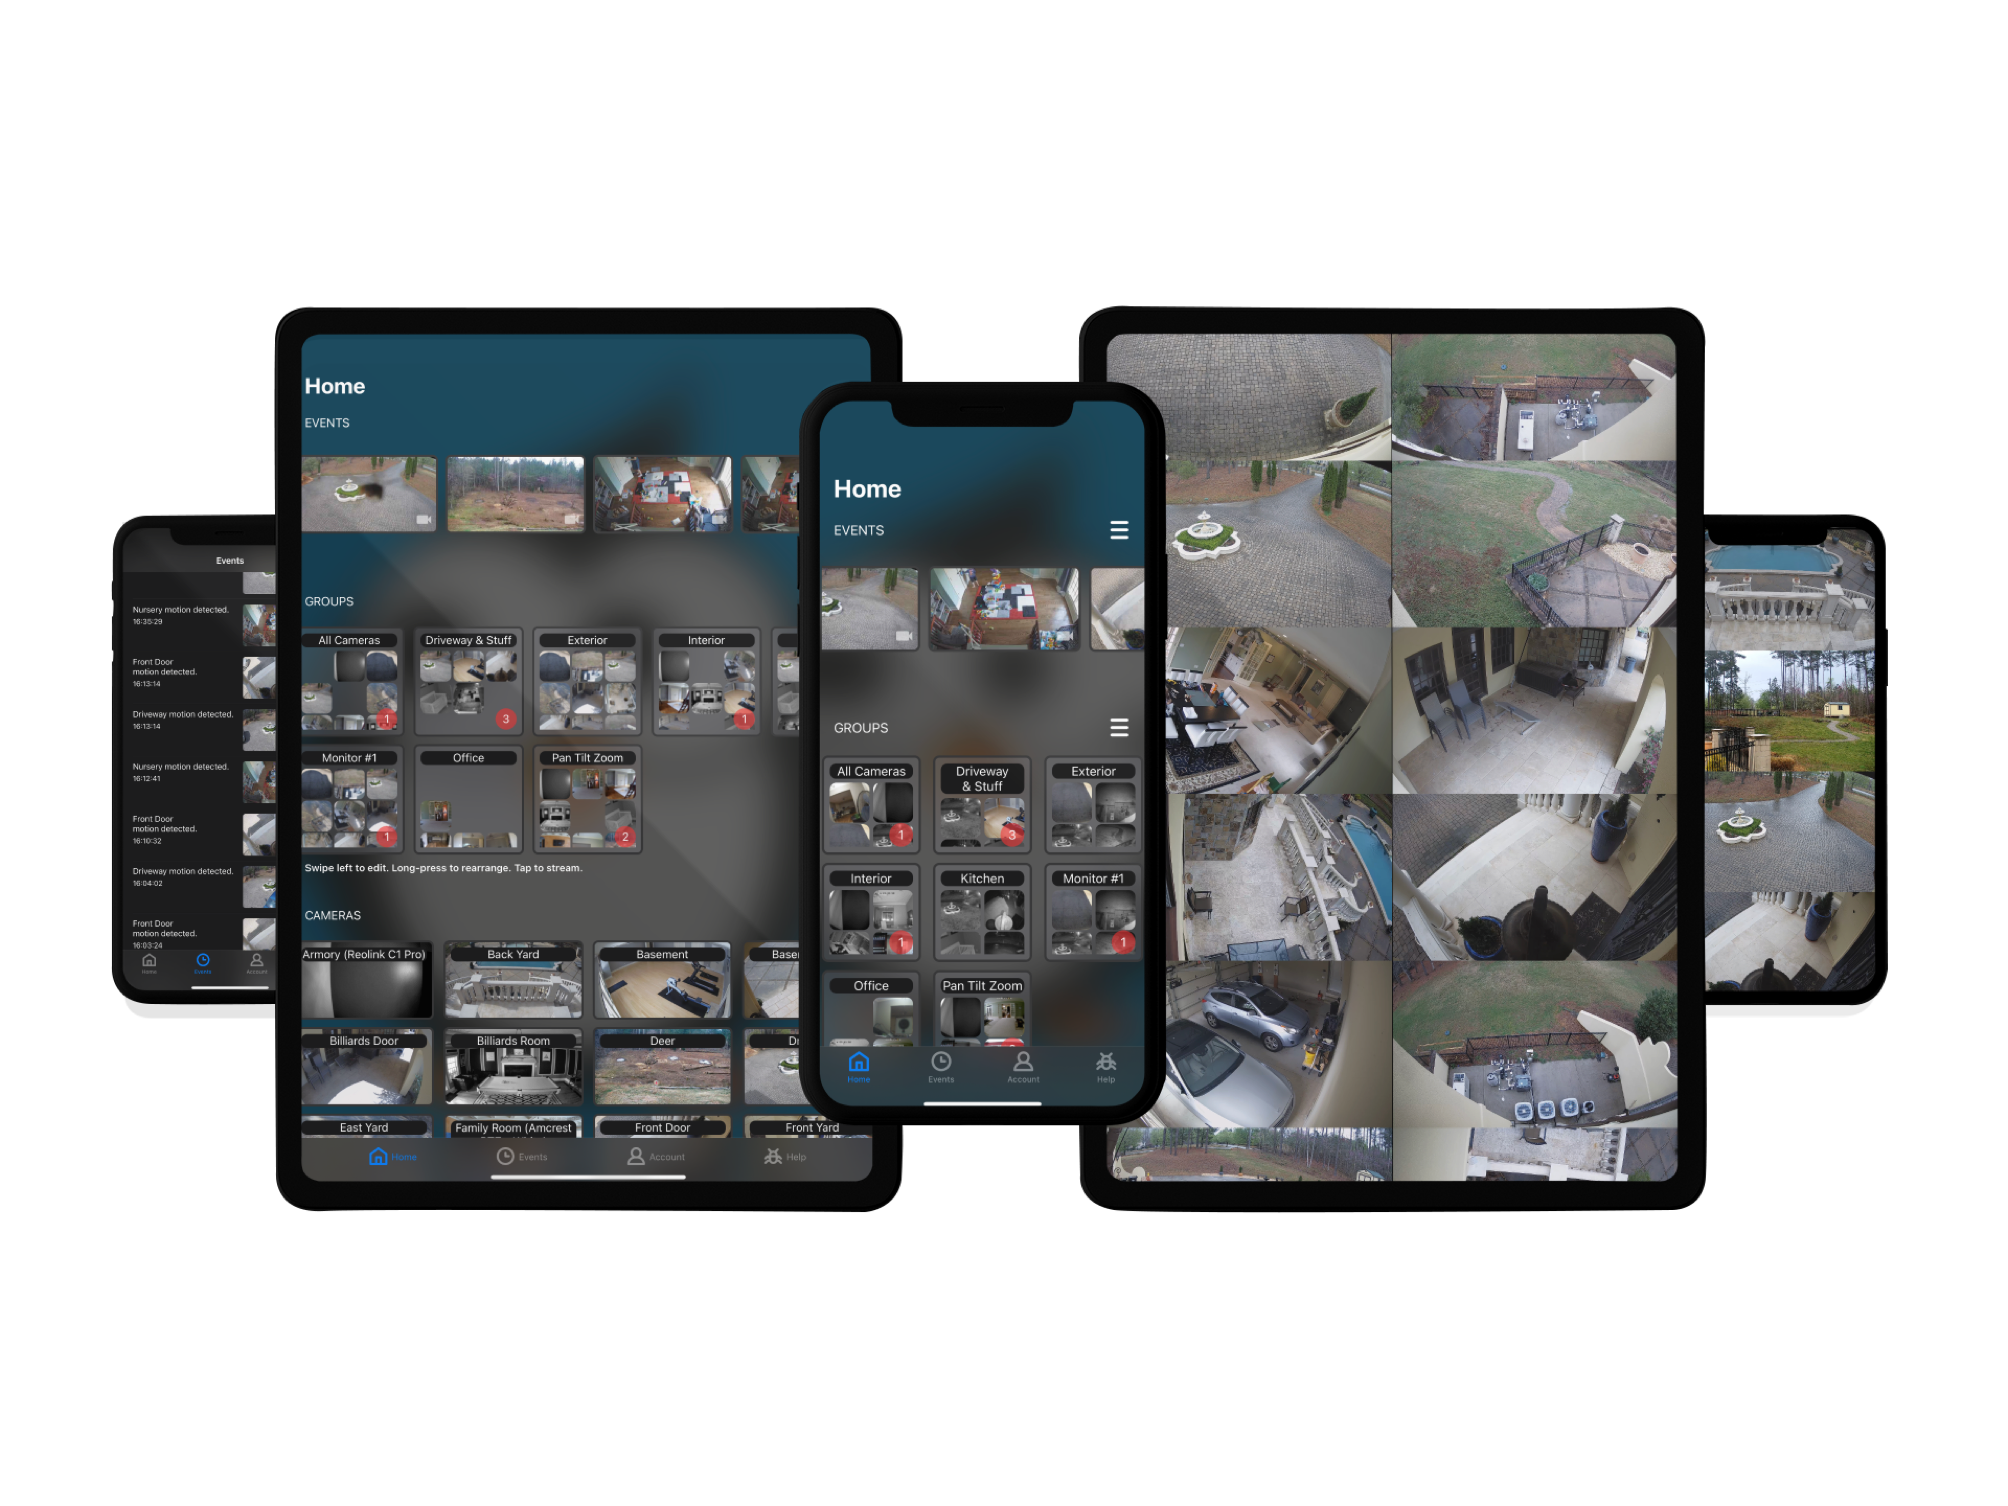 Events
Nursery motion detected.
16:35:29
Front Door
motion detected.
16:13:14
Driveway motion detected.
16:13:14
Nursery motion detected.
16:12:41
Front Door
motion detected.
16:10:32
Driveway motion detected.
16:04:02
Front Door
motion detected.
16:03:24
Home
Events
Account
Home
EVENTS
GROUPS
All Cameras
Driveway & Stuff
Exterior
Interior
1
3
1
Monitor #1
Office
Pan Tilt Zoom
1
2
Swipe left to edit. Long-press to rearrange. Tap to stream.
CAMERAS
Armory (Reolink C1 Pro)
Back Yard
Basement
Billiards Door
Billiards Room
Deer
East Yard
Family Room (Amcrest
Front Door
Front Yard
Home
Events
Account
Help
Home
EVENTS
GROUPS
All Cameras
Driveway
& Stuff
Exterior
1
3
Interior
Kitchen
Monitor #1
1
1
Office
Pan Tilt Zoom
Home
Events
Account
Help